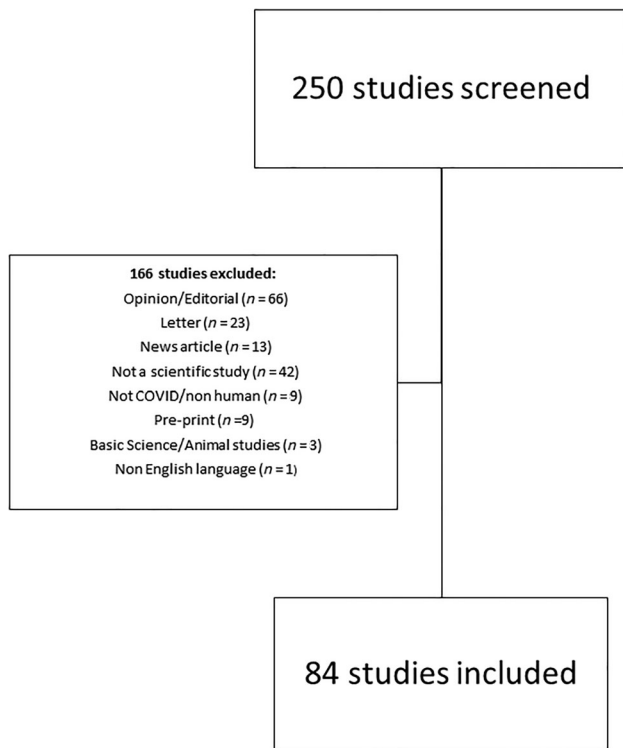 250 studies screened
166 studies excluded:
Opinion/Editorial (n = 66)
Letter (n = 23)
News article (n = 13)
Not a scientific study (n = 42)
Not COVID/non human (n = 9)
Pre-print (n =9)
Basic Science/Animal studies (n = 3)
Non English language (n = 1)
84 studies included